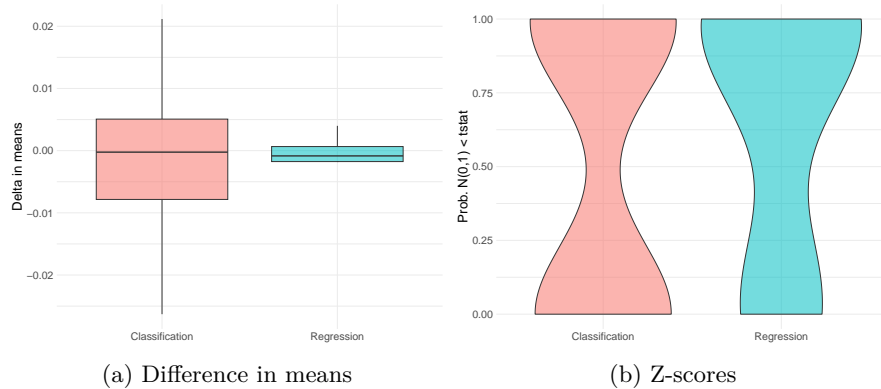 Delta in means
0.02
0.01
0.00
−0.01
−0.02
Classification
Regression
(a) Difference in means
Prob. N(0,1) < tstat
1.00
0.75
0.50
0.25
0.00
Classification
Regression
(b) Z-scores